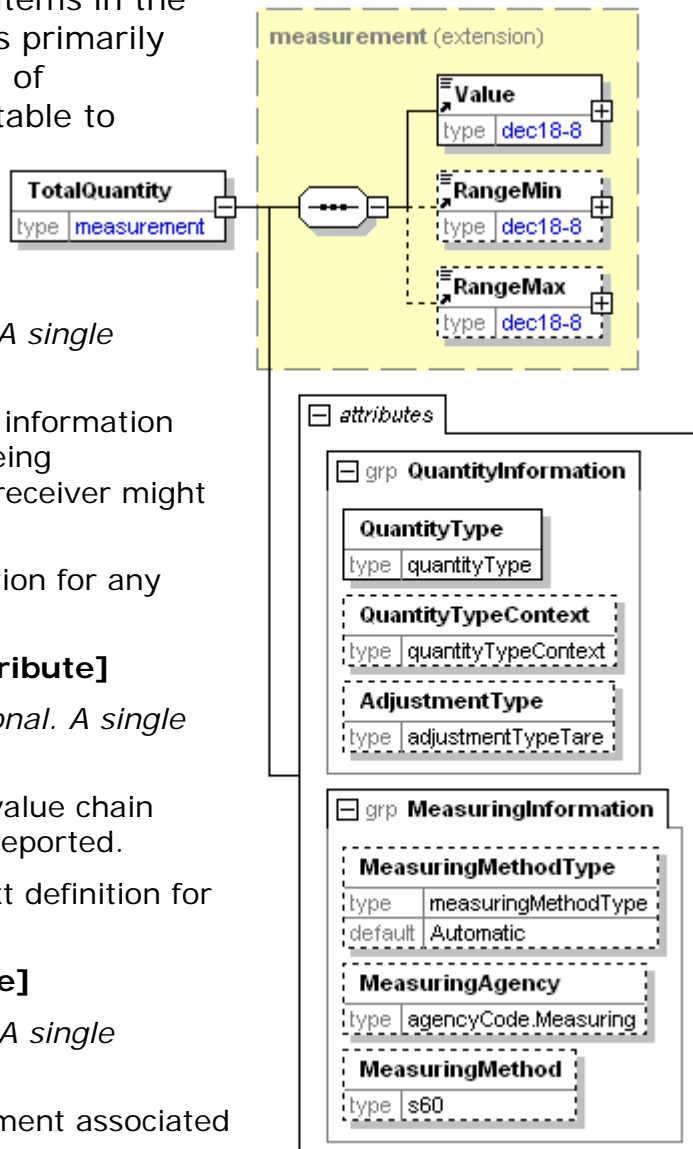 items in the
s primarily
of
table to
A single
information
eing
receiver might
ion for any
ribute]
onal. A single
value chain
reported.
t definition for
e]
A single
ment associated
measurement (extension)
Value
type dec18-8
RangeMin
type dec18-8
RangeMax
type dec18-8
TotalQuantity
type measurement
attributes
grp QuantityInformation
QuantityType
type quantityType
QuantityTypeContext
type quantityTypeContext
AdjustmentType
type adjustmentTypeTare
grp MeasuringInformation
MeasuringMethodType
type measuringMethodType
default Automatic
MeasuringAgency
type agencyCode.Measuring
MeasuringMethod
type s60